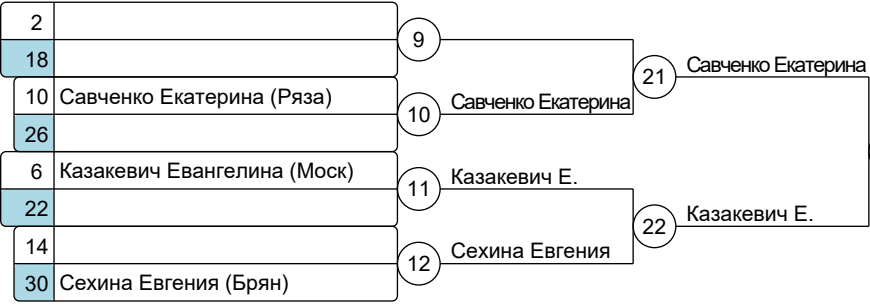 2
18
9
10 Савченко Екатерина (Ряза)
26
10
Савченко Екатерина
21
Савченко Екатерина
6 Казакевич Евангелина (Моск)
22
11
Казакевич Е.
14
30 Сехина Евгения (Брян)
12
Сехина Евгения
22
Казакевич Е.